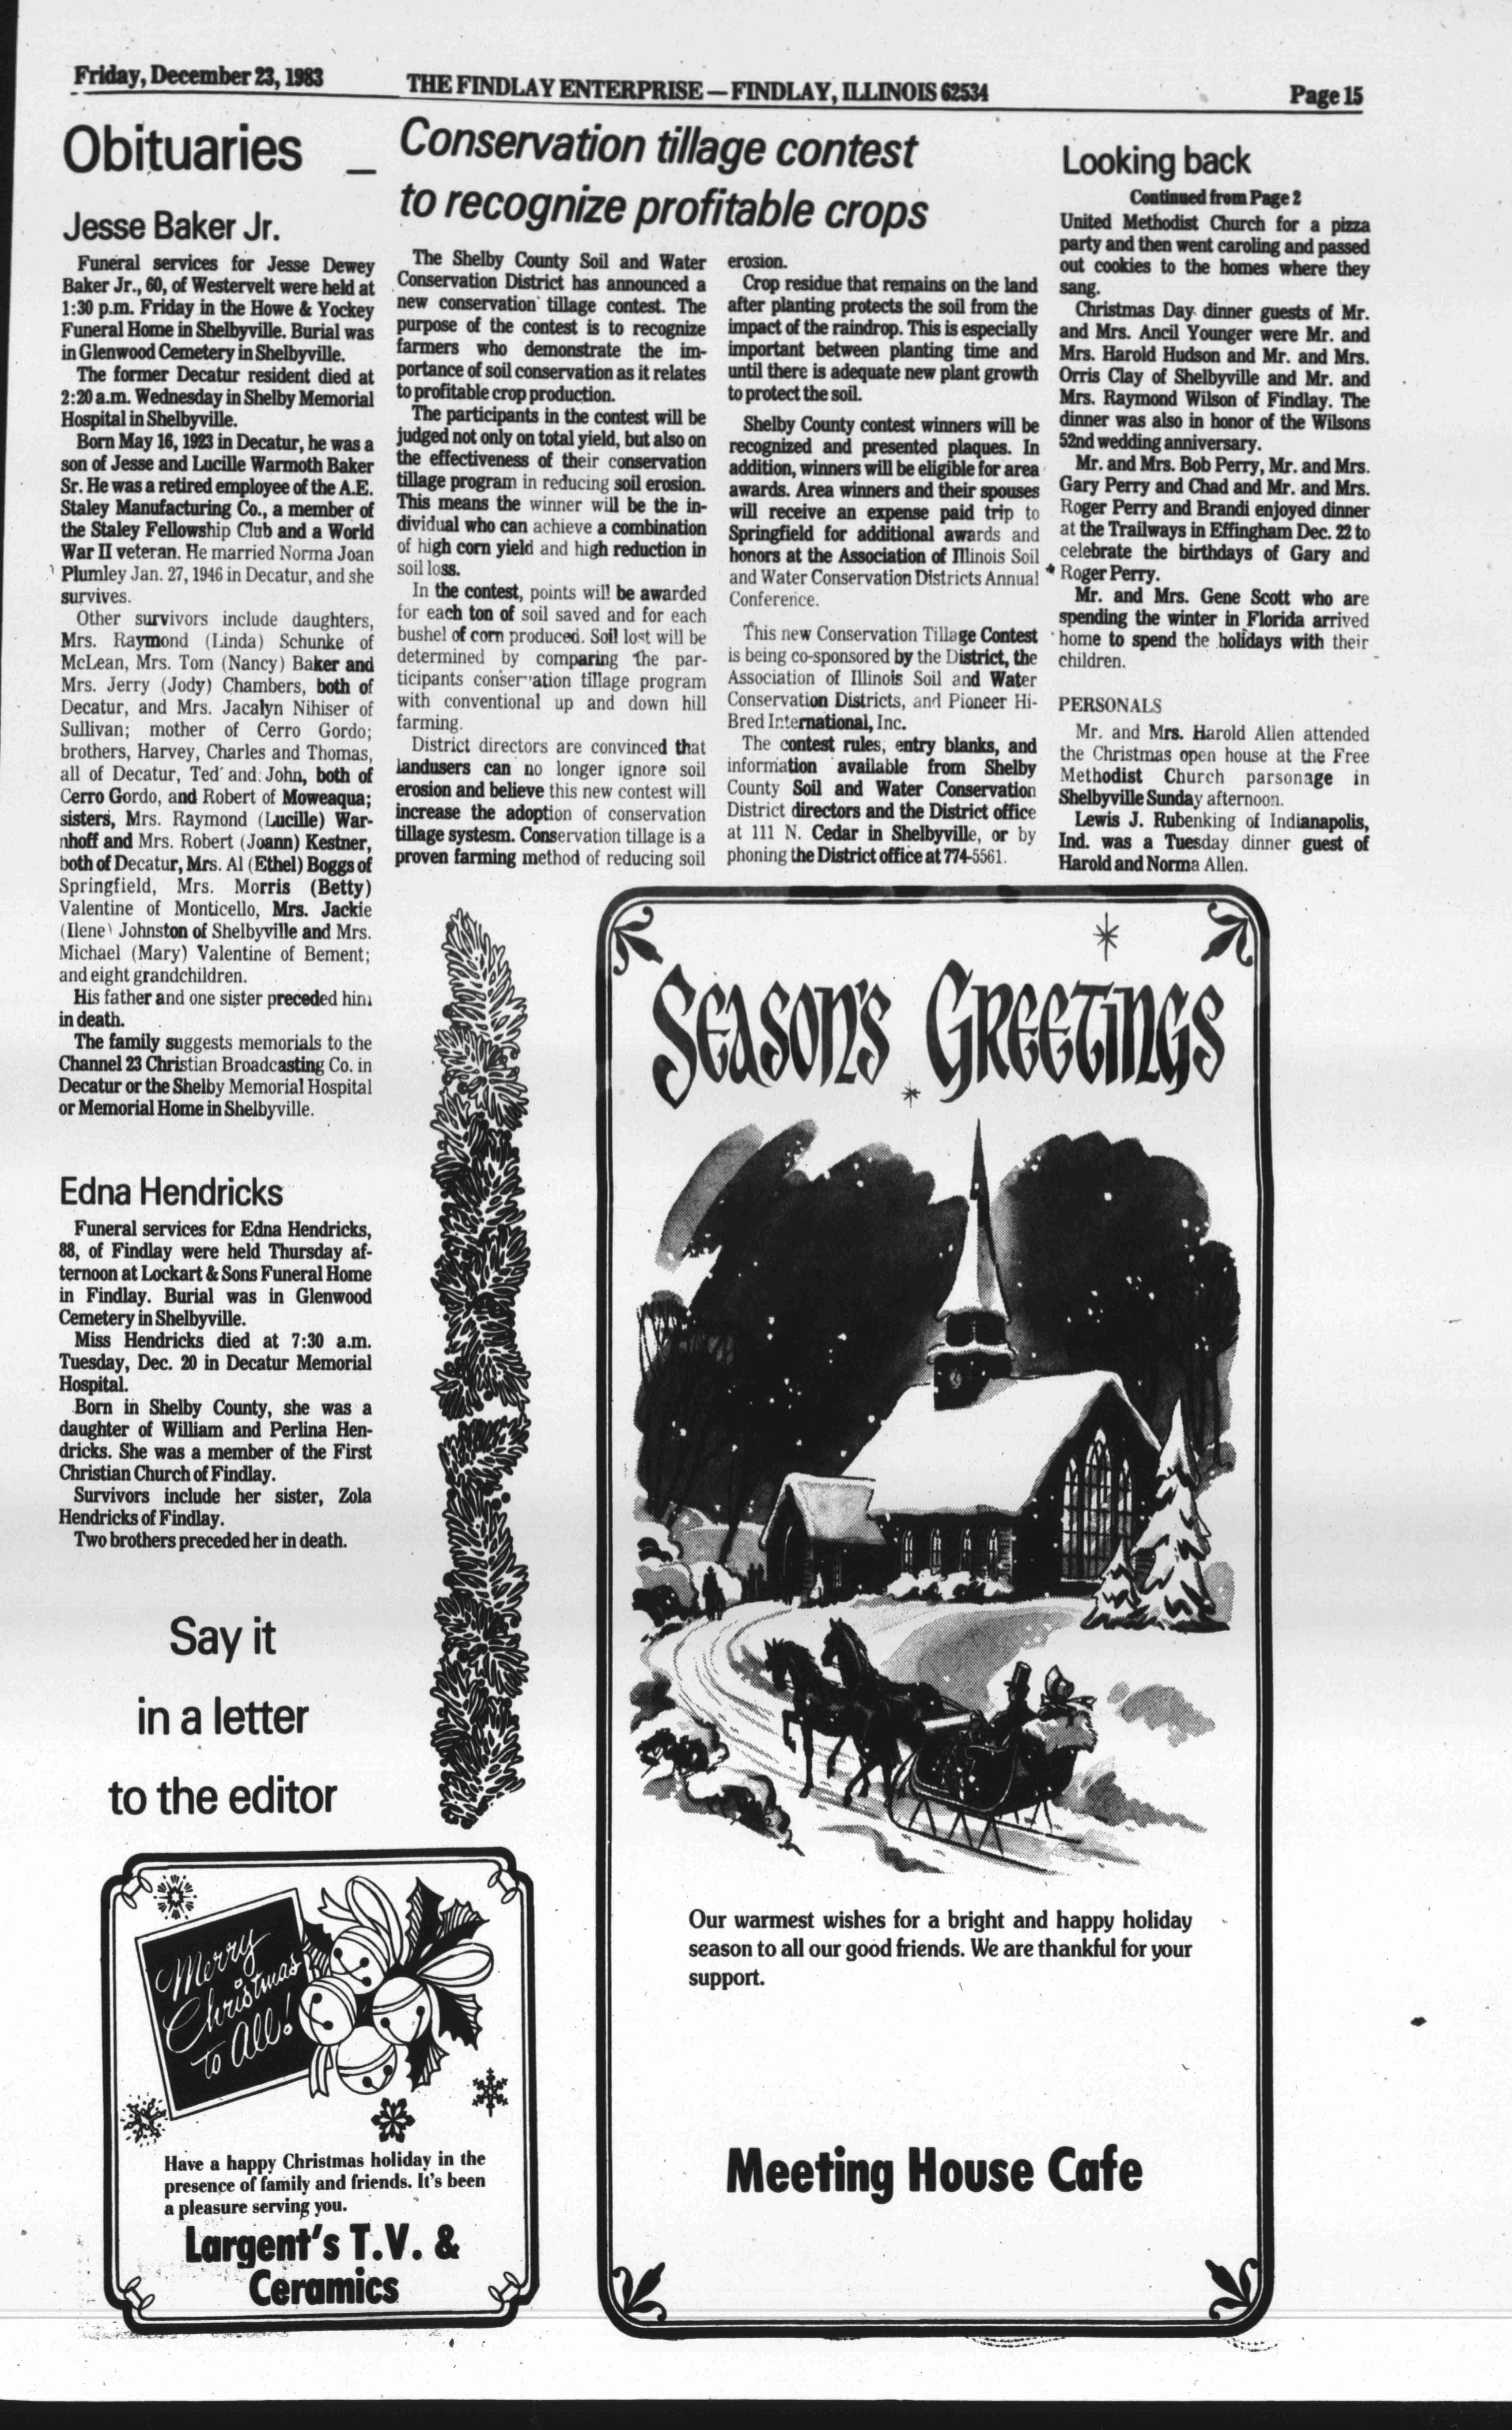 Friday, December 23, 1983
THE FINDLAY ENTERPRISE — FINDLAY, ILLINOIS 62534
Page 15
Obituaries
Jesse Baker Jr.
Funeral services for Jesse Dewey
Baker Jr., 60, of Westervelt were held at
1:30 p.m. Friday in the Howe & Yockey
Funeral Home in Shelbyville. Burial was
in Glenwood Cemetery in Shelbyville.
The former Decatur resident died at
2:20 a.m. Wednesday in Shelby Memorial
Hospital in Shelbyville.
Born May 16, 1923 in Decatur, he was a
son of Jesse and Lucille Warmoth Baker
Sr. He was a retired employee of the A.E.
Staley Manufacturing Co., a member of
the Staley Fellowship Club and a World
War II veteran. He married Norma Joan
Plumley Jan. 27, 1946 in Decatur, and she
survives.
Other survivors include daughters,
Mrs. Raymond (Linda) Schunke of
McLean, Mrs. Tom (Nancy) Baker and
Mrs. Jerry (Jody) Chambers, both of
Decatur, and Mrs. Jacalyn Nihiser of
Sullivan; mother of Cerro Gordo;
brothers, Harvey, Charles and Thomas,
all of Decatur, Ted and John, both of
Cerro Gordo, and Robert of Moweaqua;
sisters, Mrs. Raymond (Lucille) War-
nhoff and Mrs. Robert (Joann) Kestner,
both of Decatur, Mrs. Al (Ethel) Boggs of
Springfield, Mrs. Morris (Betty)
Valentine of Monticello, Mrs. Jackie
(Ilene) Johnston of Shelbyville and Mrs.
Michael (Mary) Valentine of Bement;
and eight grandchildren.
His father and one sister preceded him
in death.
The family suggests memorials to the
Channel 23 Christian Broadcasting Co. in
Decatur or the Shelby Memorial Hospital
or Memorial Home in Shelbyville.
Edna Hendricks
Funeral services for Edna Hendricks,
88, of Findlay were held Thursday af-
ternoon at Lockart & Sons Funeral Home
in Findlay. Burial was in Glenwood
Cemetery in Shelbyville.
Miss Hendricks died at 7:30 a.m.
Tuesday, Dec. 20 in Decatur Memorial
Hospital.
Born in Shelby County, she was a
daughter of William and Perlina Hen-
dricks. She was a member of the First
Christian Church of Findlay.
Survivors include her sister, Zola
Hendricks of Findlay.
Two brothers preceded her in death.
Say it
in a letter
to the editor
Merry
Christmas
to All!
Have a happy Christmas holiday in the
presence of family and friends. It's been
a pleasure serving you.
Largent's T.V. &
Ceramics
Conservation tillage contest
to recognize profitable crops
The Shelby County Soil and Water
Conservation District has announced a
new conservation tillage contest. The
purpose of the contest is to recognize
farmers who demonstrate the im-
portance of soil conservation as it relates
to profitable crop production.
The participants in the contest will be
judged not only on total yield, but also on
the effectiveness of their conservation
tillage program in reducing soil erosion.
This means the winner will be the in-
dividual who can achieve a combination
of high corn yield and high reduction in
soil loss.
In the contest, points will be awarded
for each ton of soil saved and for each
bushel of corn produced. Soil lost will be
determined by comparing the par-
ticipants conservation tillage program
with conventional up and down hill
farming.
District directors are convinced that
landusers can no longer ignore soil
erosion and believe this new contest will
increase the adoption of conservation
tillage systesm. Conservation tillage is a
proven farming method of reducing soil
erosion.
Crop residue that remains on the land
after planting protects the soil from the
impact of the raindrop. This is especially
important between planting time and
until there is adequate new plant growth
to protect the soil.
Shelby County contest winners will be
recognized and presented plaques. In
addition, winners will be eligible for area
awards. Area winners and their spouses
will receive an expense paid trip to
Springfield for additional awards and
honors at the Association of Illinois Soil
and Water Conservation Districts Annual
Conference.
This new Conservation Tillage Contest
is being co-sponsored by the District, the
Association of Illinois Soil and Water
Conservation Districts, and Pioneer Hi-
Bred International, Inc.
The contest rules, entry blanks, and
information available from Shelby
County Soil and Water Conservation
District directors and the District office
at 111 N. Cedar in Shelbyville, or by
phoning the District office at 774-5561.
Looking back
Continued from Page 2
United Methodist Church for a pizza
party and then went caroling and passed
out cookies to the homes where they
sang.
Christmas Day dinner guests of Mr.
and Mrs. Ancil Younger were Mr. and
Mrs. Harold Hudson and Mr. and Mrs.
Orris Clay of Shelbyville and Mr. and
Mrs. Raymond Wilson of Findlay. The
dinner was also in honor of the Wilsons
52nd wedding anniversary.
Mr. and Mrs. Bob Perry, Mr. and Mrs.
Gary Perry and Chad and Mr. and Mrs.
Roger Perry and Brandi enjoyed dinner
at the Trailways in Effingham Dec. 22 to
celebrate the birthdays of Gary and
Roger Perry.
Mr. and Mrs. Gene Scott who are
spending the winter in Florida arrived
home to spend the holidays with their
children.
PERSONALS
Mr. and Mrs. Harold Allen attended
the Christmas open house at the Free
Methodist Church parsonage in
Shelbyville Sunday afternoon.
Lewis J. Rubenking of Indianapolis,
Ind. was a Tuesday dinner guest of
Harold and Norma Allen.
SEASON'S GREETINGS
Our warmest wishes for a bright and happy holiday
season to all our good friends. We are thankful for your
support.
Meeting House Cafe